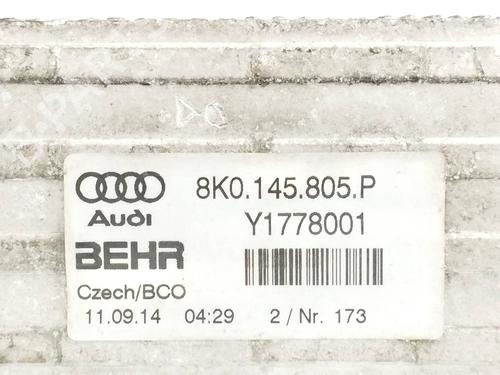 8K0.145.805.P
Audi
Y1778001
BEHR
Czech/BCO
11.09.14 04:29 2 / Nr. 173